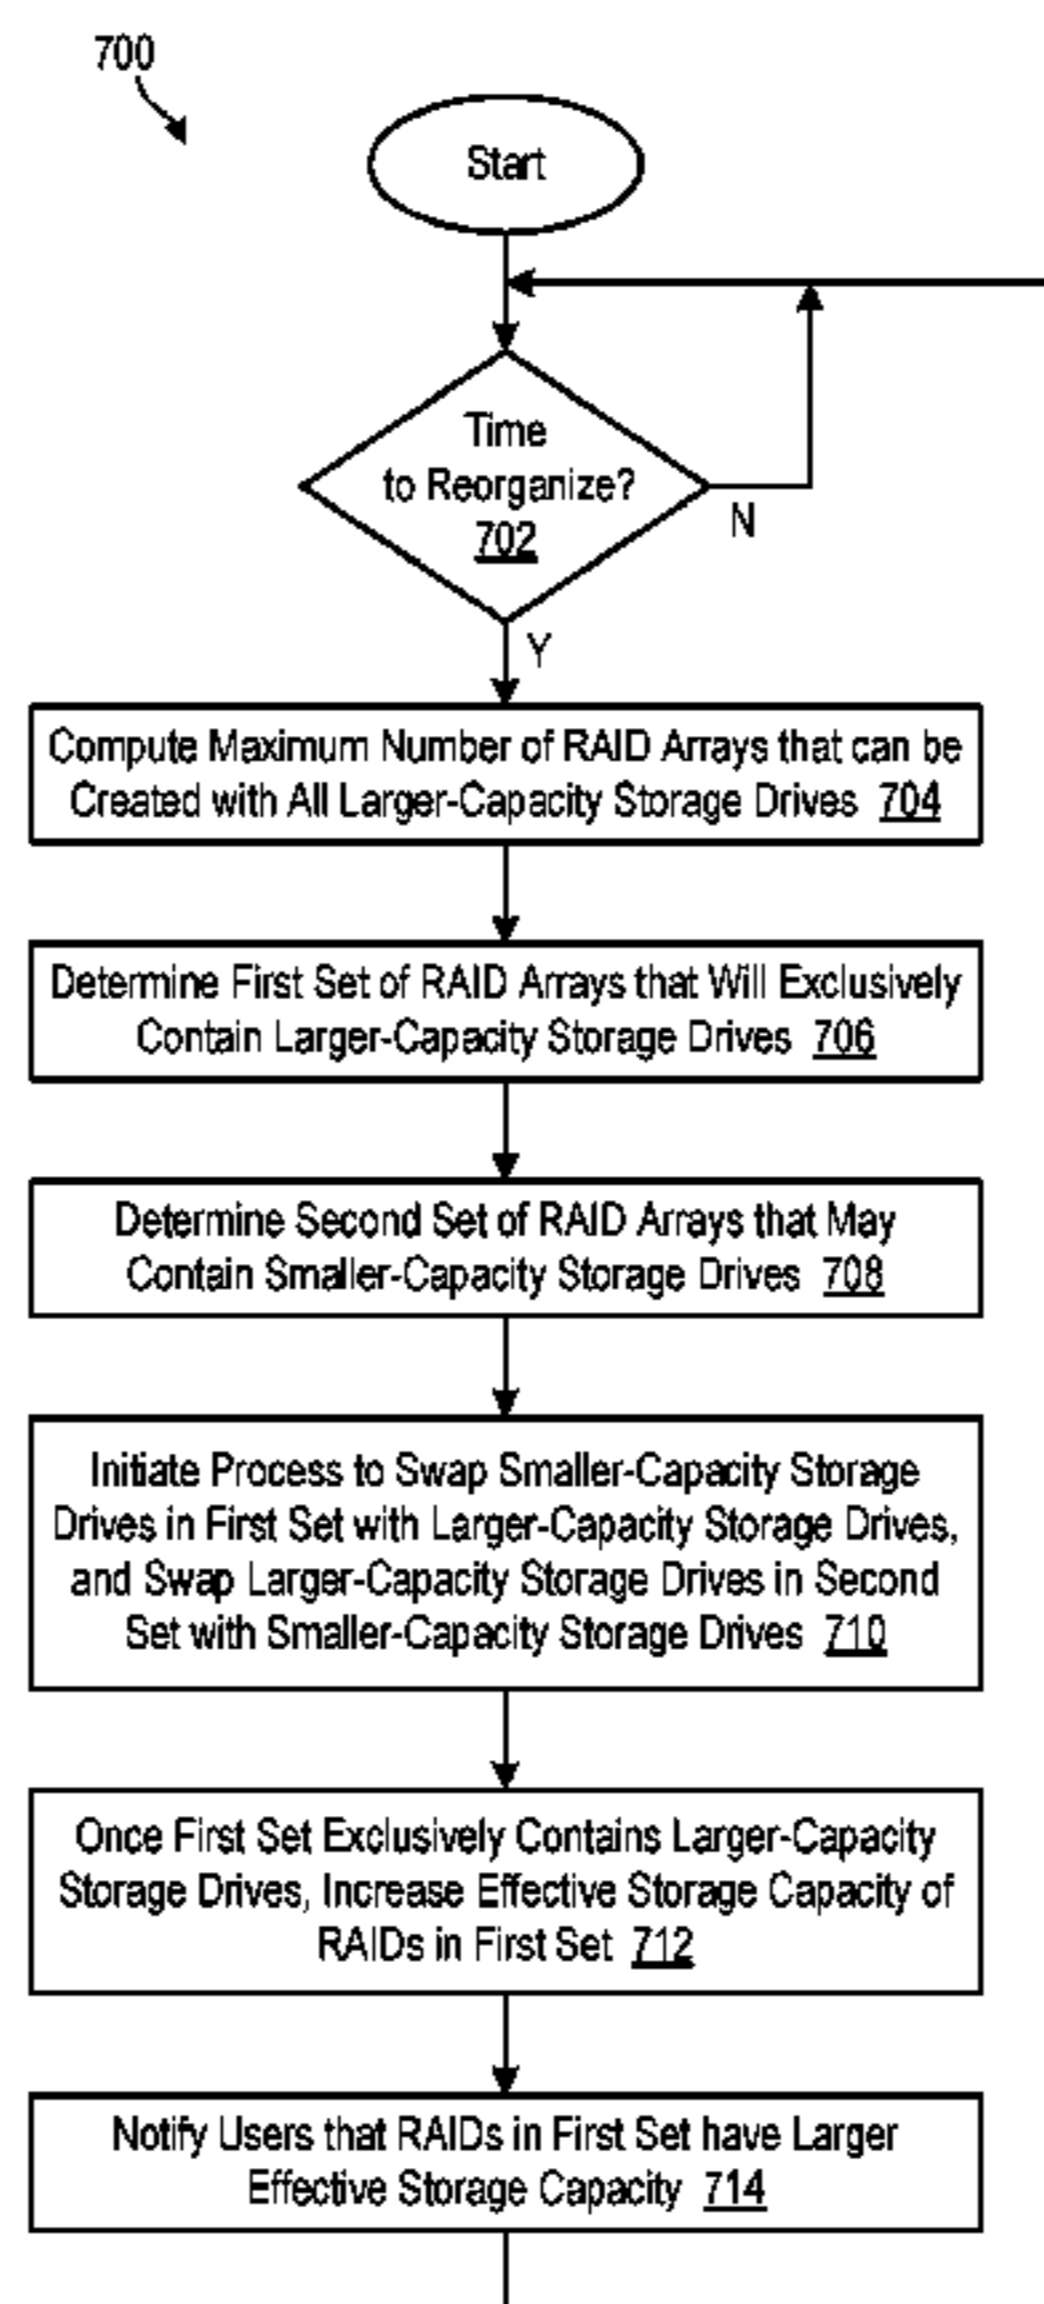 700
Start
Time
to Reorganize?
702
N
Y
Compute Maximum Number of RAID Arrays that can be
Created with All Larger-Capacity Storage Drives 704
Determine First Set of RAID Arrays that Will Exclusively
Contain Larger-Capacity Storage Drives 706
Determine Second Set of RAID Arrays that May
Contain Smaller-Capacity Storage Drives 708
Initiate Process to Swap Smaller-Capacity Storage
Drives in First Set with Larger-Capacity Storage Drives,
and Swap Larger-Capacity Storage Drives in Second
Set with Smaller-Capacity Storage Drives 710
Once First Set Exclusively Contains Larger-Capacity
Storage Drives, Increase Effective Storage Capacity of
RAIDs in First Set 712
Notify Users that RAIDs in First Set have Larger
Effective Storage Capacity 714